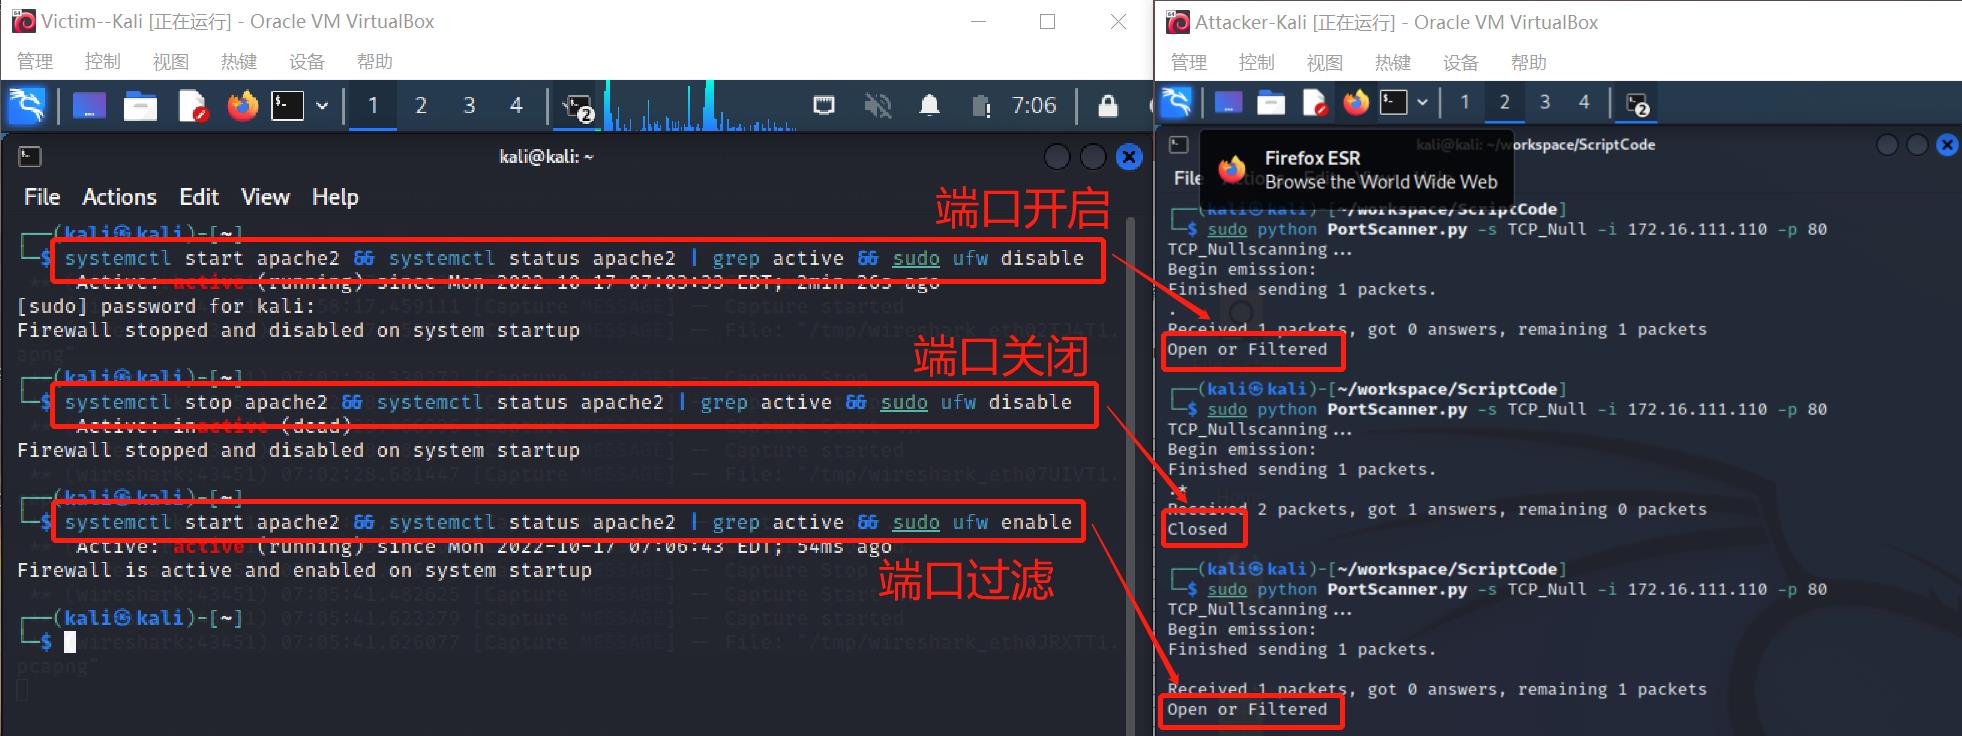 Victim--Kali [正在运行] - Oracle VM VirtualBox
管理 控制 视图 热键 设备 帮助
1 2 3 4 2 7:06
kali@kali: ~
File Actions Edit View Help
端口开启
(kali㉿kali)-[~]
$ systemctl start apache2 && systemctl status apache2 | grep active && sudo ufw disable
Active: active (running) since Mon 2022-10-17 07:03:33 EDT; 2min 26s ago
[sudo] password for kali:
Firewall stopped and disabled on system startup
端口关闭
(kali㉿kali)-[~]
$ systemctl stop apache2 && systemctl status apache2 | grep active && sudo ufw disable
Active: inactive (dead)
Firewall stopped and disabled on system startup
(kali㉿kali)-[~]
$ systemctl start apache2 && systemctl status apache2 | grep active && sudo ufw enable
Active: active (running) since Mon 2022-10-17 07:06:43 EDT; 54ms ago
Firewall is active and enabled on system startup
端口过滤
(kali㉿kali)-[~]
$
Attacker-Kali [正在运行] - Oracle VM VirtualBox
管理 控制 视图 热键 设备 帮助
1 2 3 4 2
kali@kali: ~/workspace/ScriptCode
File Actions Edit
Firefox ESR
Browse the World Wide Web
(kali㉿kali)-[~/workspace/ScriptCode]
$ sudo python PortScanner.py -s TCP_Null -i 172.16.111.110 -p 80
TCP_Nullscanning...
Begin emission:
Finished sending 1 packets.
.
Received 1 packets, got 0 answers, remaining 1 packets
Open or Filtered
(kali㉿kali)-[~/workspace/ScriptCode]
$ sudo python PortScanner.py -s TCP_Null -i 172.16.111.110 -p 80
TCP_Nullscanning...
Begin emission:
Finished sending 1 packets.
.*
Received 2 packets, got 1 answers, remaining 0 packets
Closed
(kali㉿kali)-[~/workspace/ScriptCode]
$ sudo python PortScanner.py -s TCP_Null -i 172.16.111.110 -p 80
TCP_Nullscanning...
Begin emission:
Finished sending 1 packets.
Received 1 packets, got 0 answers, remaining 1 packets
Open or Filtered